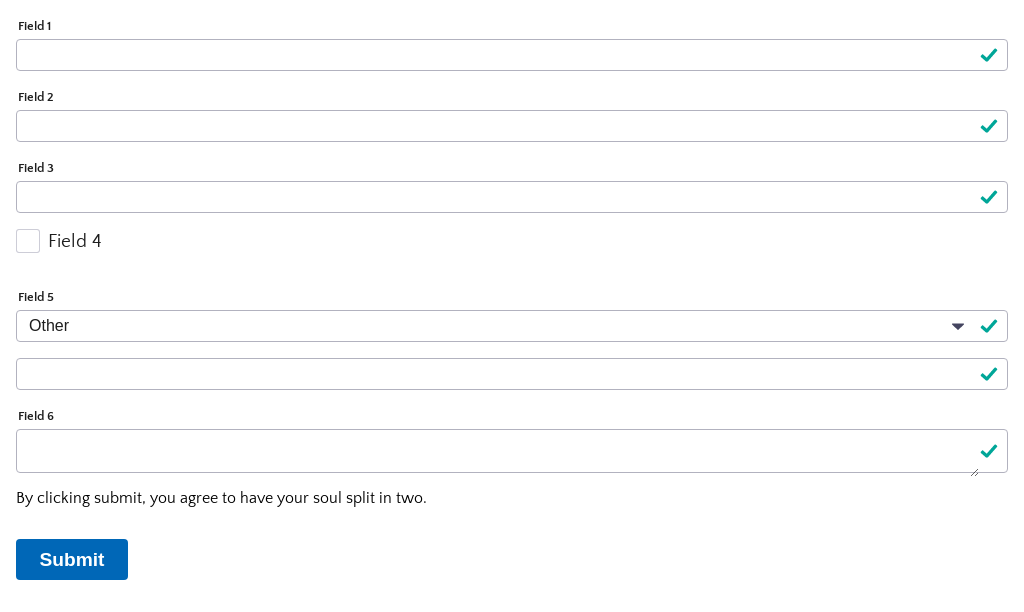 Field 1
Field 2
Field 3
Field 4
Field 5
Other
Field 6
By clicking submit, you agree to have your soul split in two.
Submit